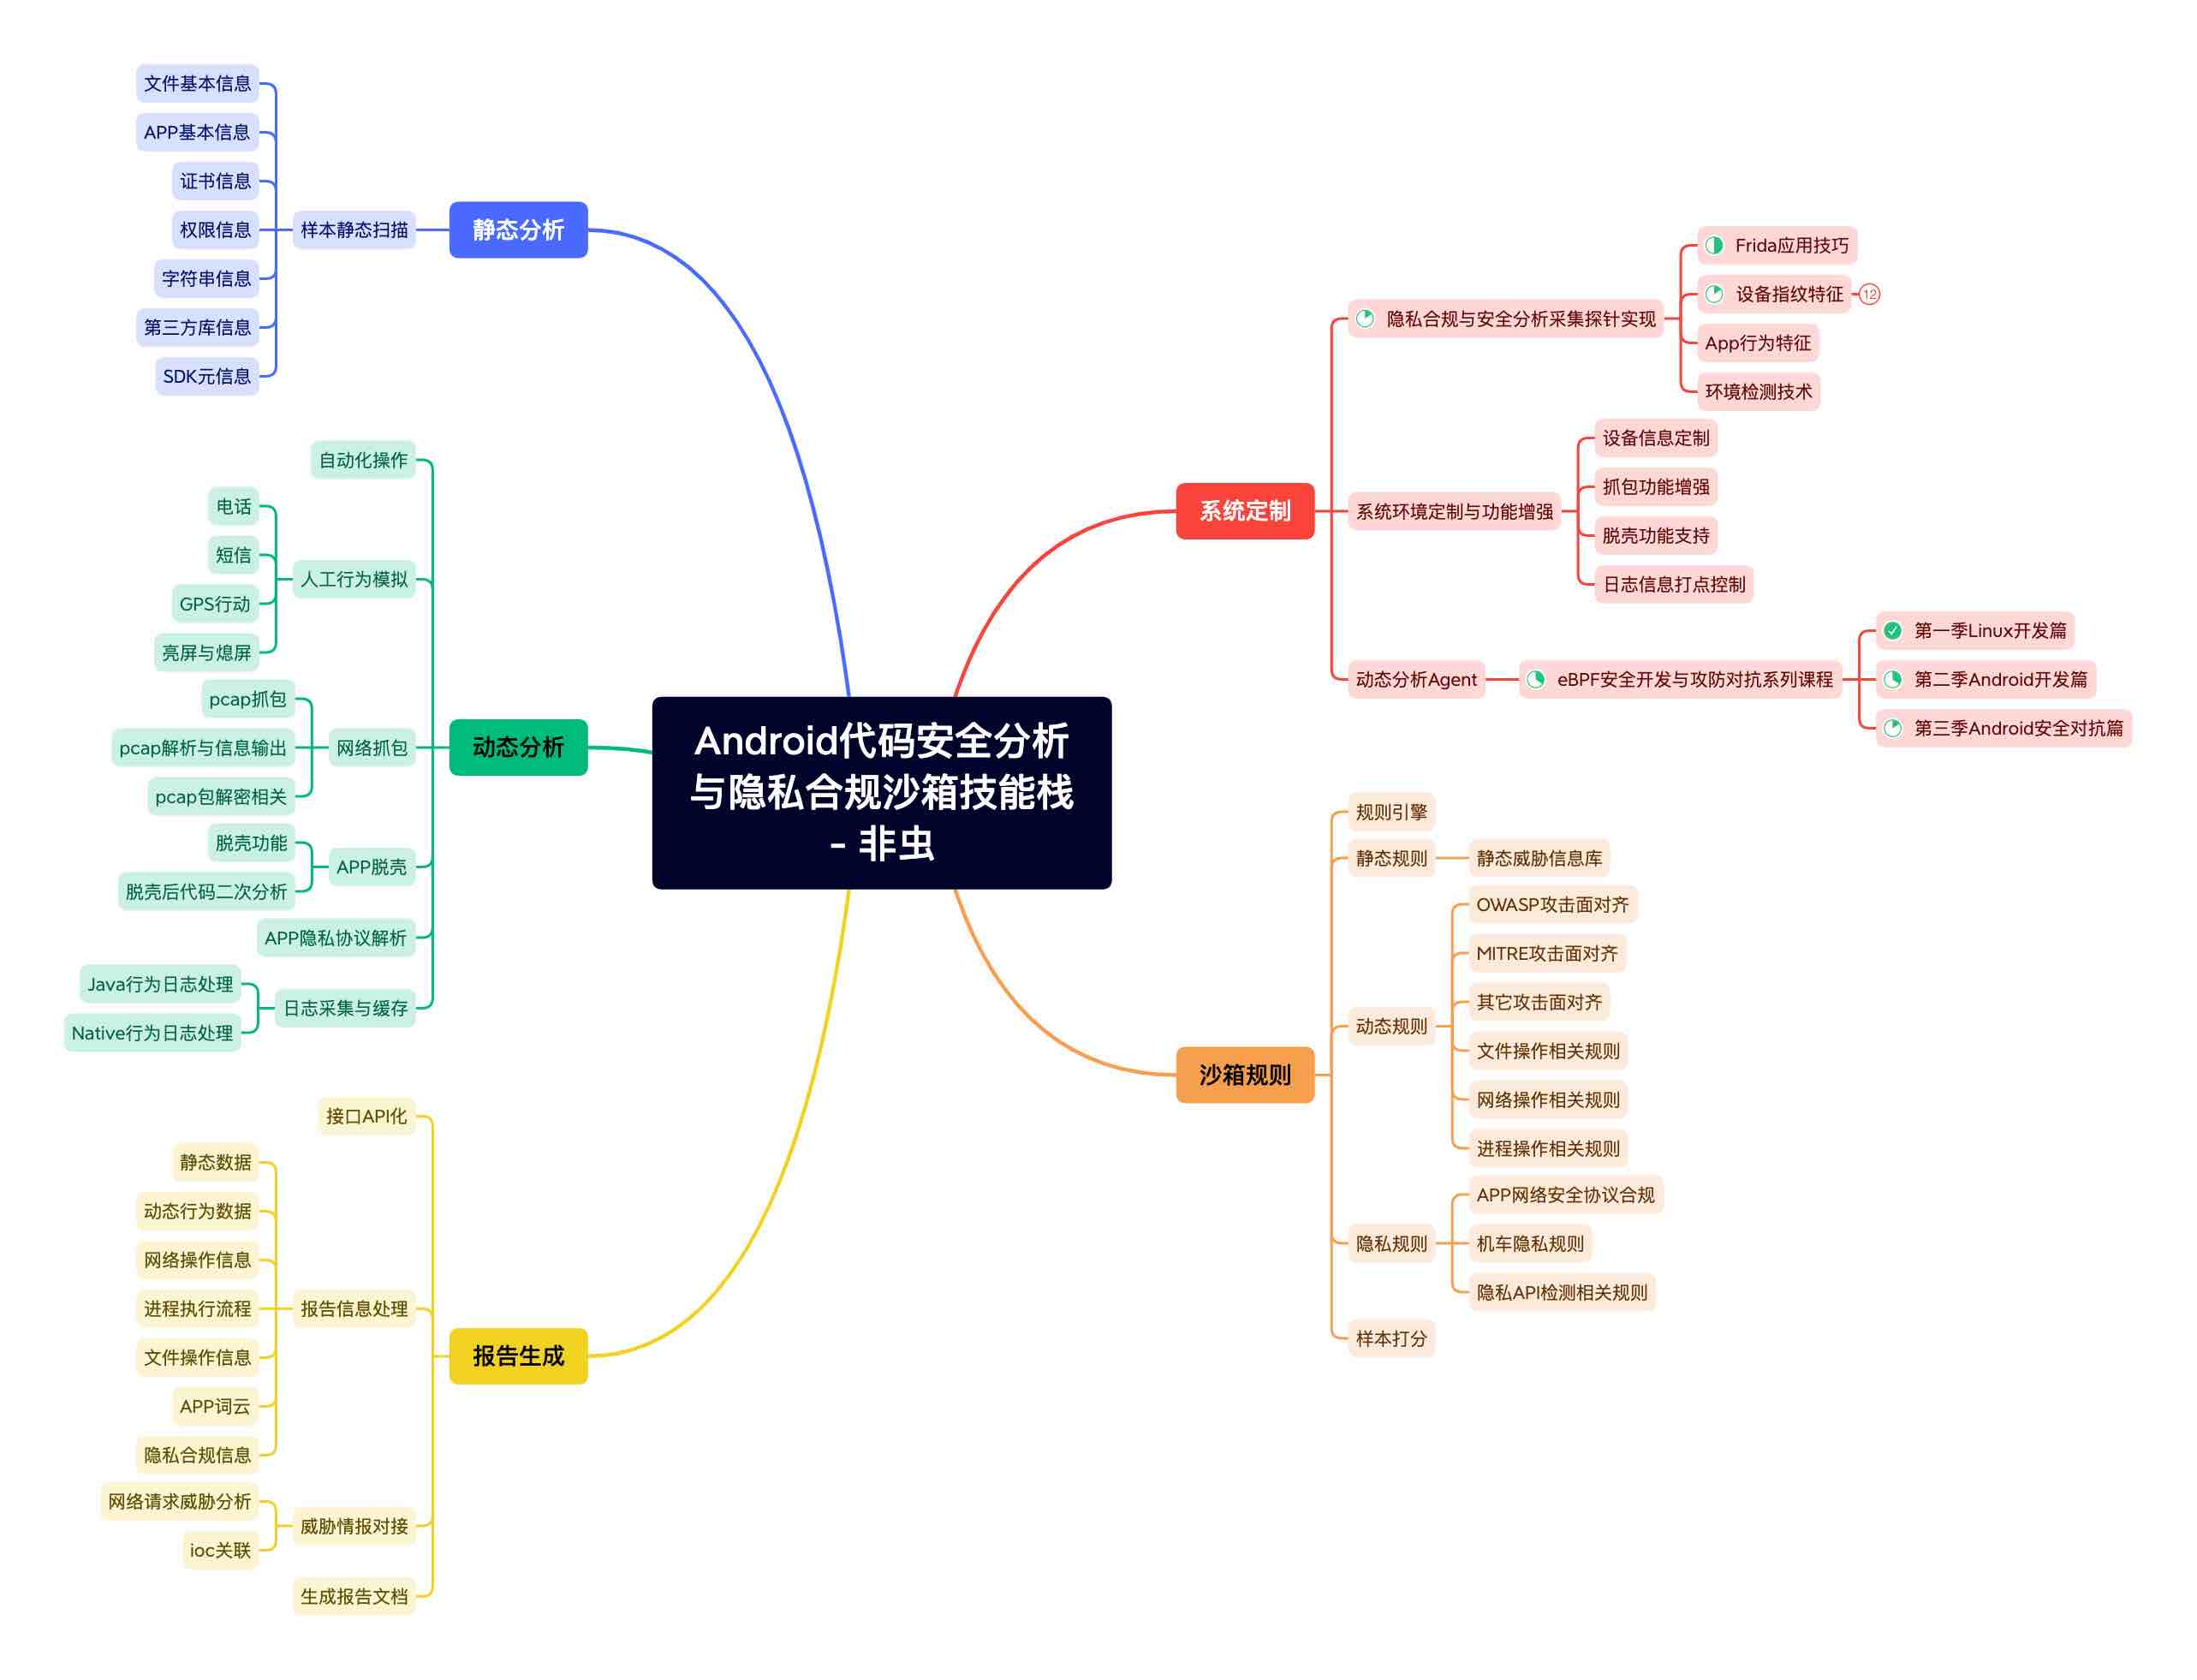 Android代码安全分析
与隐私合规沙箱技能栈
- 非虫
系统定制
隐私合规与安全分析采集探针实现
Frida应用技巧
设备指纹特征
12
App行为特征
环境检测技术
系统环境定制与功能增强
设备信息定制
抓包功能增强
脱壳功能支持
日志信息打点控制
动态分析Agent
eBPF安全开发与攻防对抗系列课程
第一季Linux开发篇
第二季Android开发篇
第三季Android安全对抗篇
沙箱规则
规则引擎
静态规则
静态威胁信息库
动态规则
OWASP攻击面对齐
MITRE攻击面对齐
其它攻击面对齐
文件操作相关规则
网络操作相关规则
进程操作相关规则
隐私规则
APP网络安全协议合规
机车隐私规则
隐私API检测相关规则
样本打分
静态分析
样本静态扫描
文件基本信息
APP基本信息
证书信息
权限信息
字符串信息
第三方库信息
SDK元信息
动态分析
自动化操作
人工行为模拟
电话
短信
GPS行动
亮屏与熄屏
网络抓包
pcap抓包
pcap解析与信息输出
pcap包解密相关
APP脱壳
脱壳功能
脱壳后代码二次分析
APP隐私协议解析
日志采集与缓存
Java行为日志处理
Native行为日志处理
报告生成
接口API化
报告信息处理
静态数据
动态行为数据
网络操作信息
进程执行流程
文件操作信息
APP词云
隐私合规信息
威胁情报对接
网络请求威胁分析
ioc关联
生成报告文档